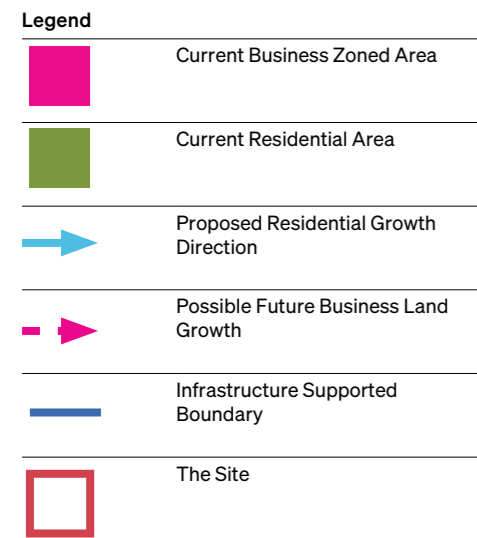 Legend
Current Business Zoned Area
Current Residential Area
Proposed Residential Growth
Direction
Possible Future Business Land
Growth
Infrastructure Supported
Boundary
The Site